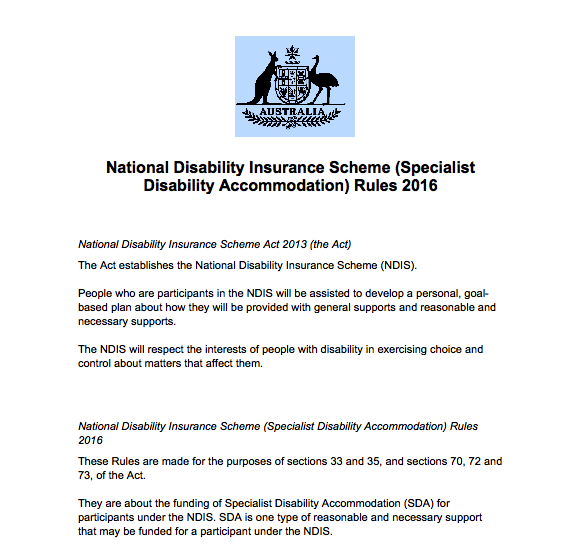 AUSTRALIA
National Disability Insurance Scheme (Specialist
Disability Accommodation) Rules 2016
National Disability Insurance Scheme Act 2013 (the Act)
The Act establishes the National Disability Insurance Scheme (NDIS).
People who are participants in the NDIS will be assisted to develop a personal, goal-
based plan about how they will be provided with general supports and reasonable and
necessary supports.
The NDIS will respect the interests of people with disability in exercising choice and
control about matters that affect them.
National Disability Insurance Scheme (Specialist Disability Accommodation) Rules
2016
These Rules are made for the purposes of sections 33 and 35, and sections 70, 72 and
73, of the Act.
They are about the funding of Specialist Disability Accommodation (SDA) for
participants under the NDIS. SDA is one type of reasonable and necessary support
that may be funded for a participant under the NDIS.